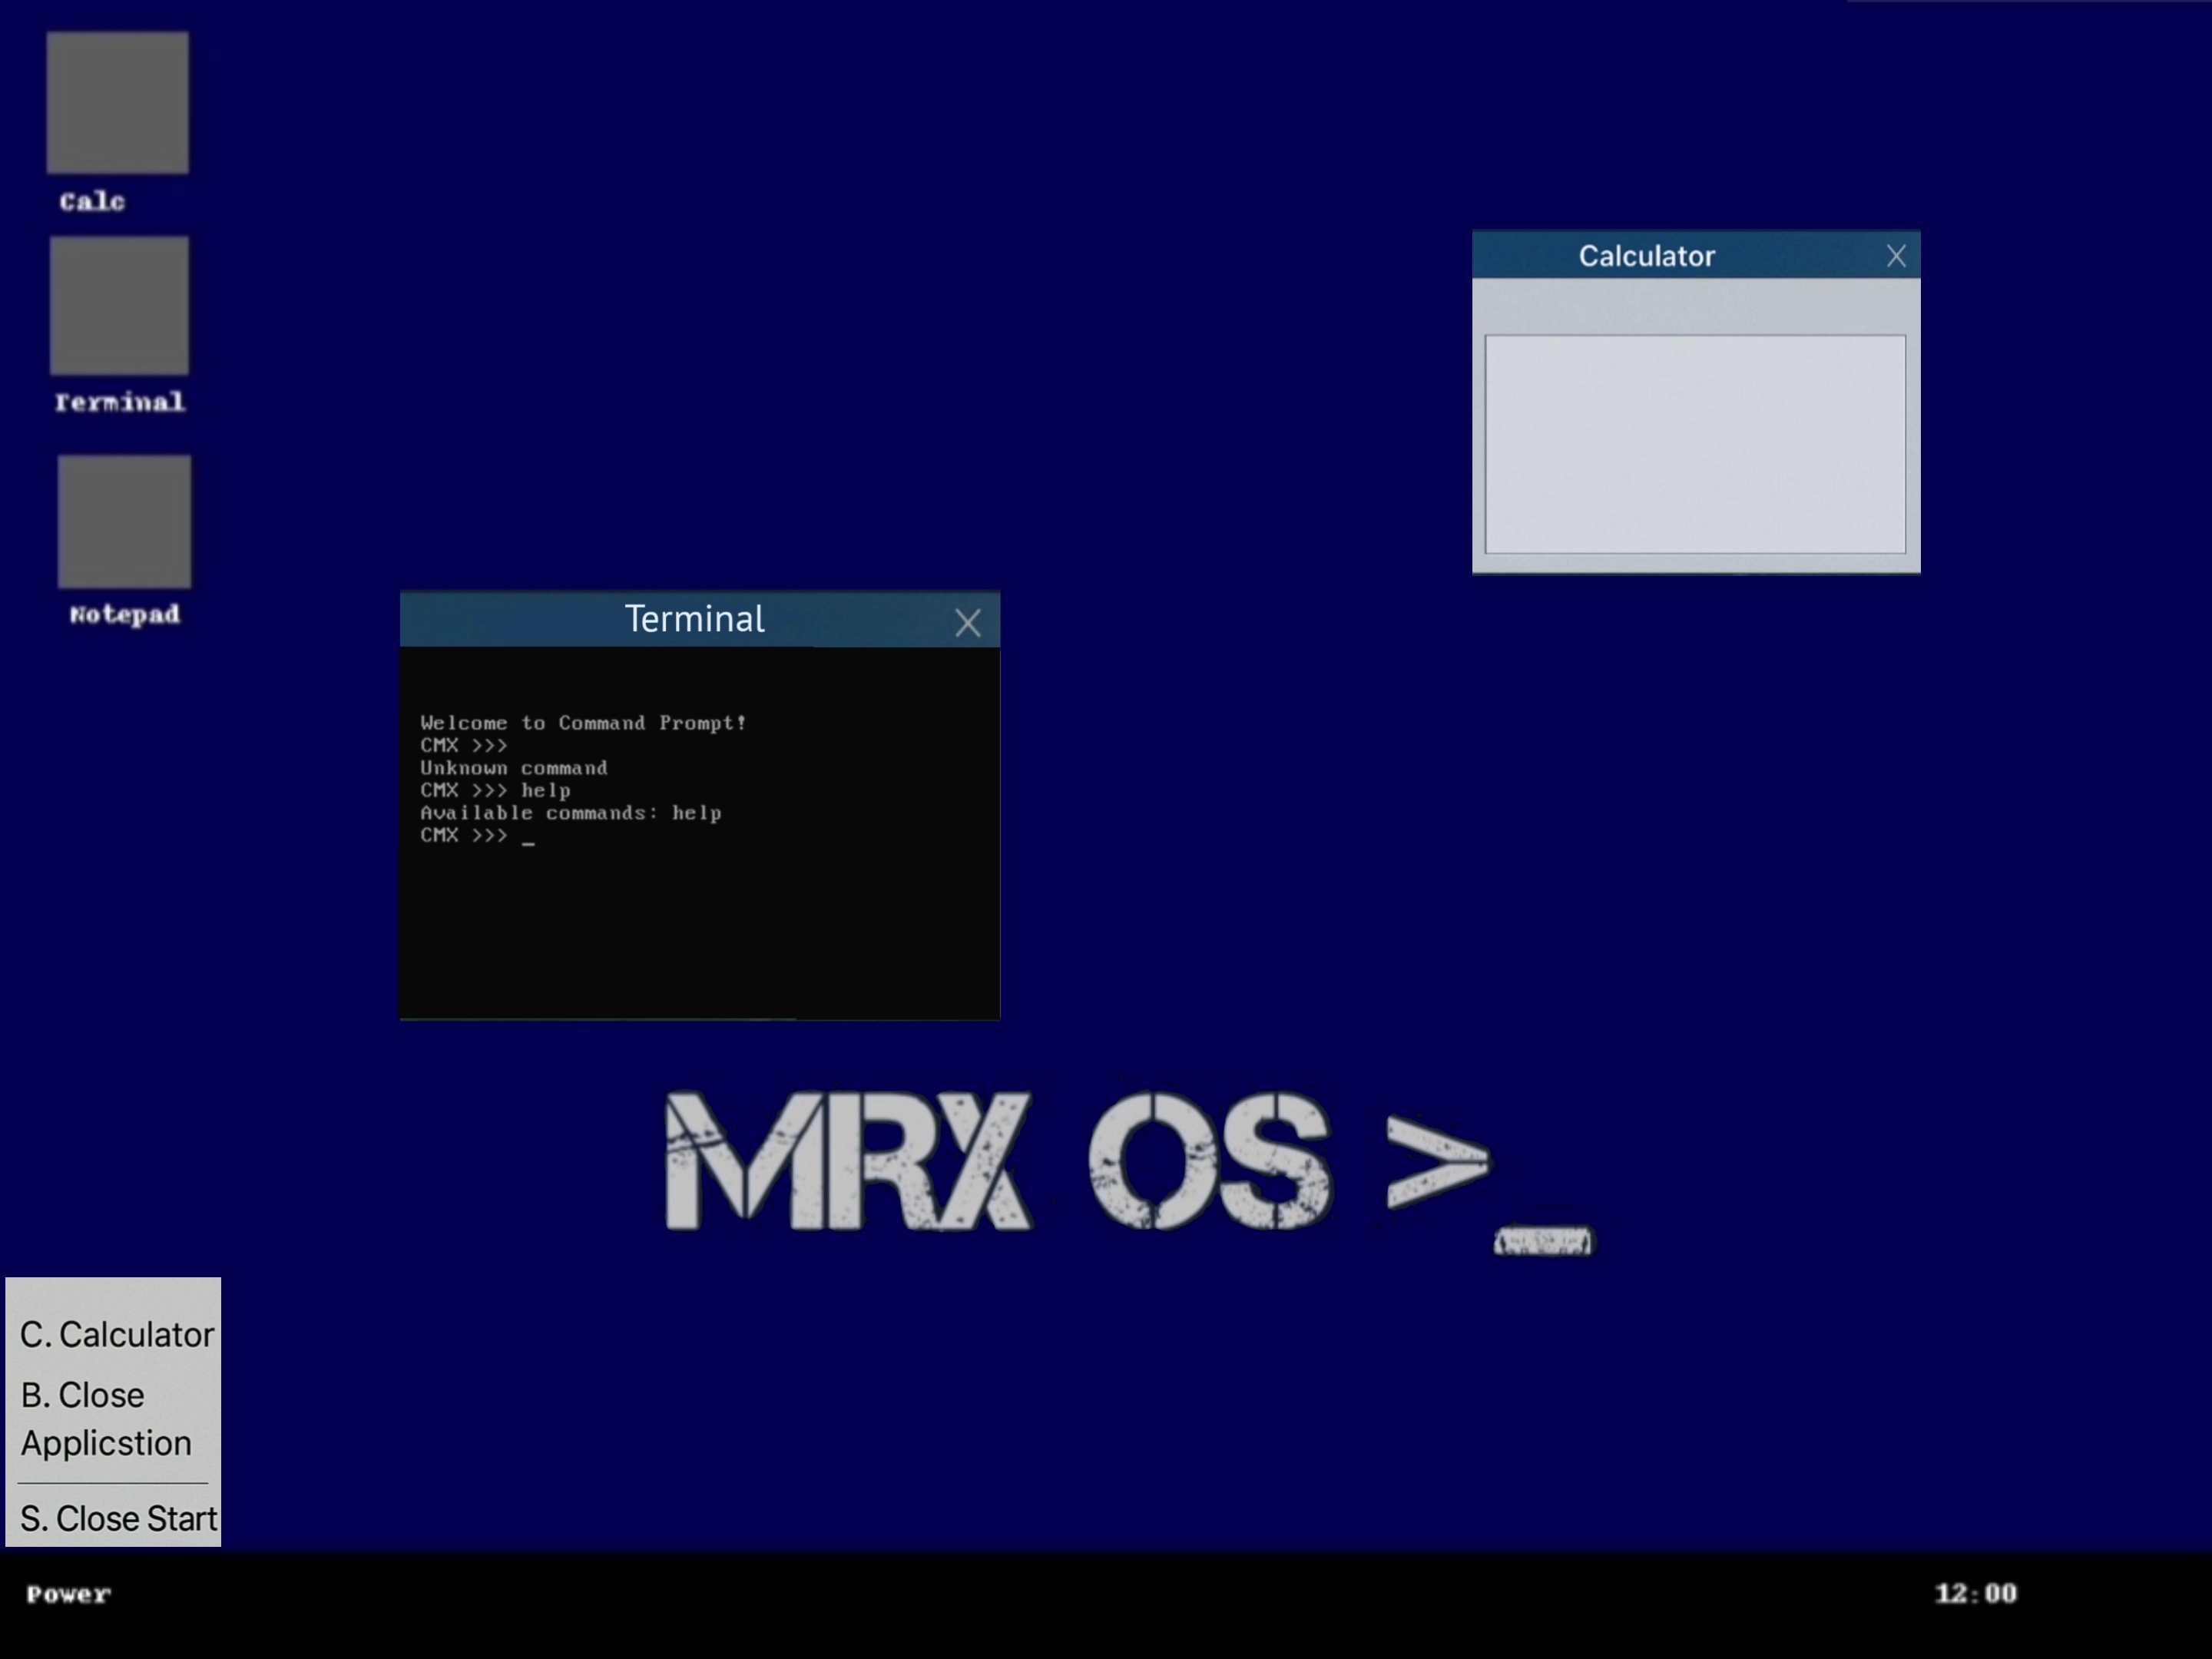 Calc
Terminal
Notepad
Calculator X
Terminal X
Welcome to Command Prompt!
CMX >>>
Unknown command
CMX >>> help
Available commands: help
CMX >>> _
MRX OS >_
C. Calculator
B. Close
Applicstion
S. Close Start
Power
12:00